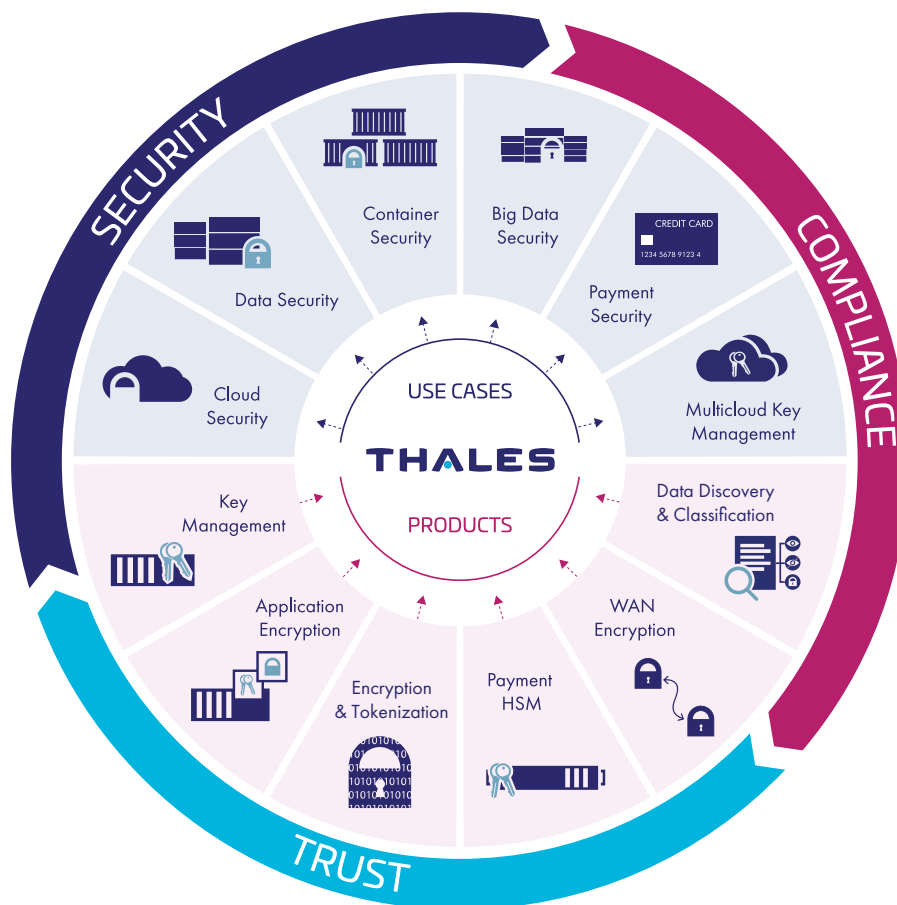 SECURITY
COMPLIANCE
TRUST
Container
Security
Big Data
Security
CREDIT CARD
1234 5678 9123 4
Data Security
Payment
Security
Cloud
Security
Multicloud Key
Management
USE CASES
THALES
PRODUCTS
Key
Management
Data Discovery
& Classification
Application
Encryption
WAN
Encryption
Encryption
& Tokenization
Payment
HSM